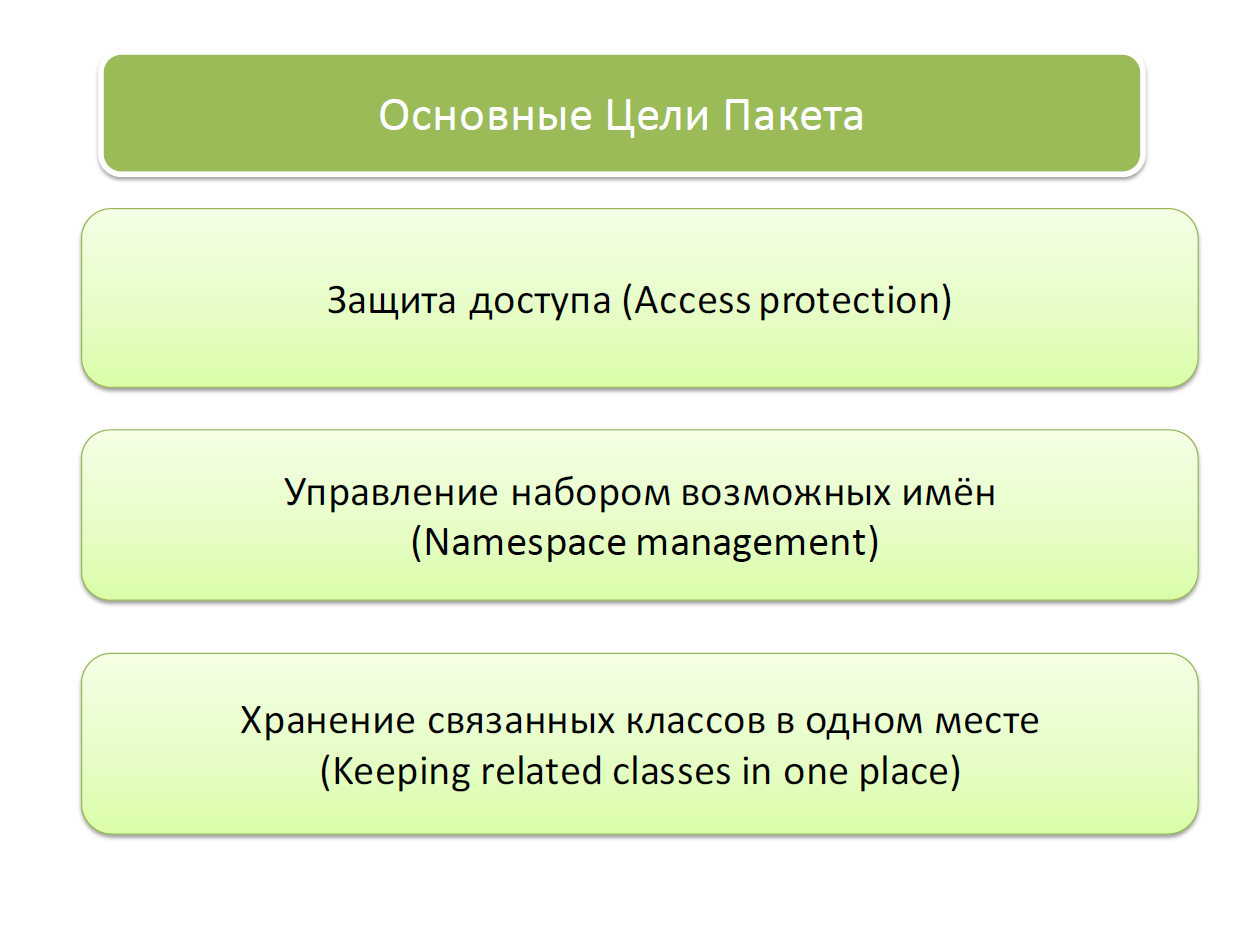 Основные Цели Пакета
Защита доступа (Access protection)
Управление набором возможных имён
(Namespace management)
Хранение связанных классов в одном месте
(Keeping related classes in one place)